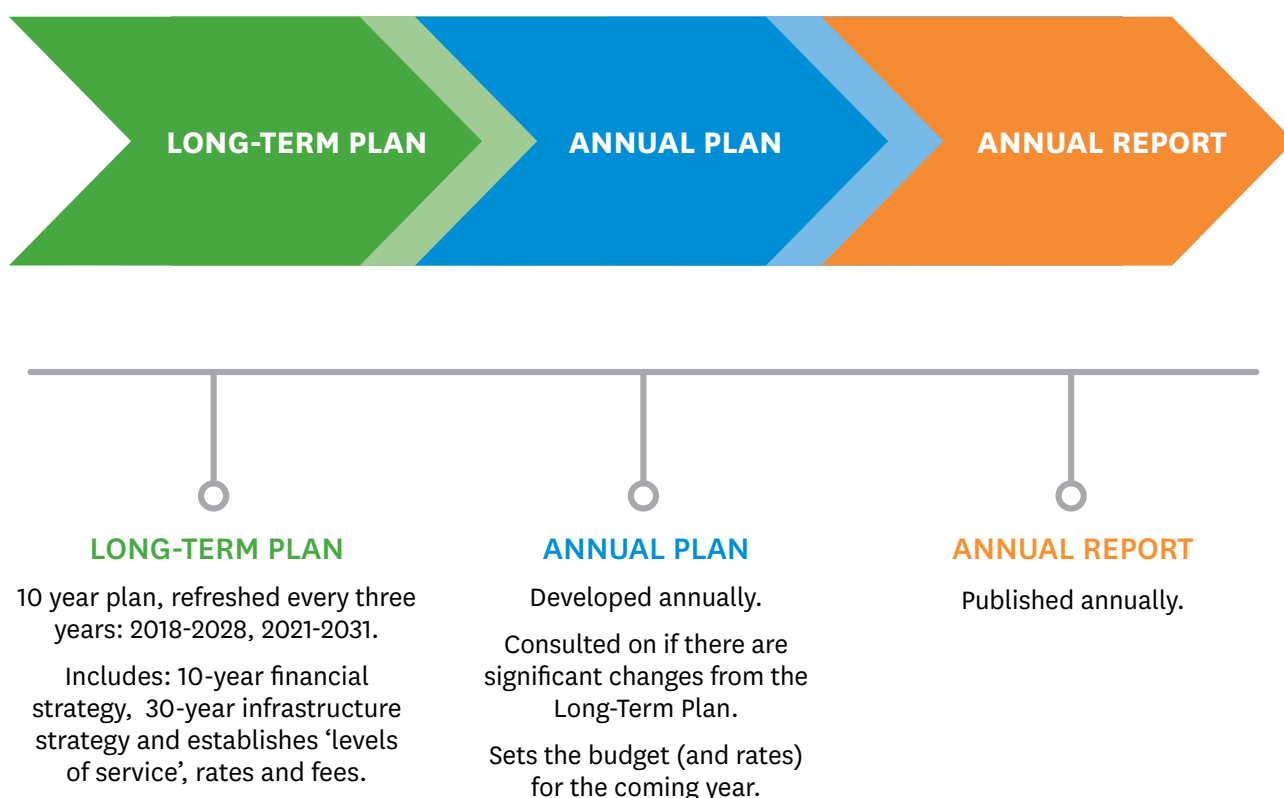 LONG-TERM PLAN
ANNUAL PLAN
ANNUAL REPORT
LONG-TERM PLAN
10 year plan, refreshed every three
years: 2018-2028, 2021-2031.
Includes: 10-year financial
strategy, 30-year infrastructure
strategy and establishes ‘levels
of service’, rates and fees.
ANNUAL PLAN
Developed annually.
Consulted on if there are
significant changes from the
Long-Term Plan.
Sets the budget (and rates)
for the coming year.
ANNUAL REPORT
Published annually.